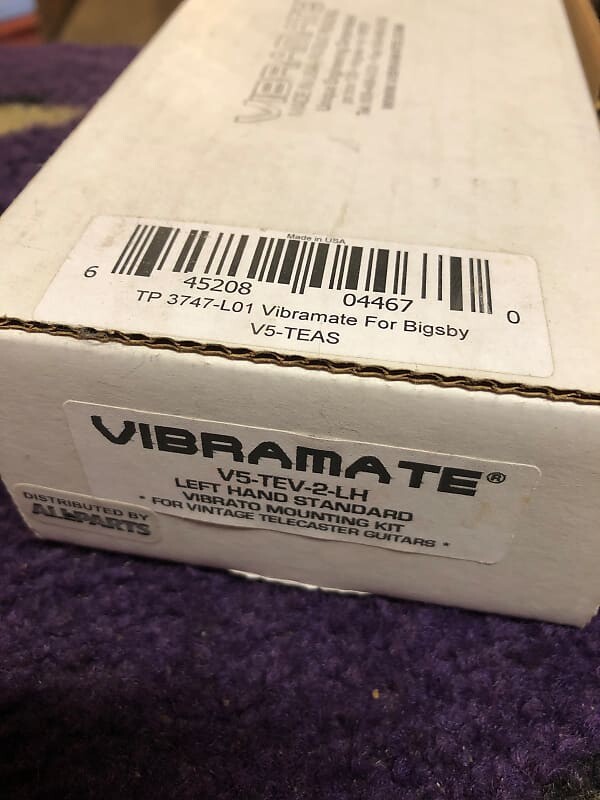 VIBRAMATE
Made in USA
6 45208 04467 0
TP 3747-L01 Vibramate For Bigsby
V5-TEAS
VIBRAMATE®
V5-TEV-2-LH
LEFT HAND STANDARD
VIBRATO MOUNTING KIT
* FOR VINTAGE TELECASTER GUITARS *
DISTRIBUTED BY
ALLPARTS